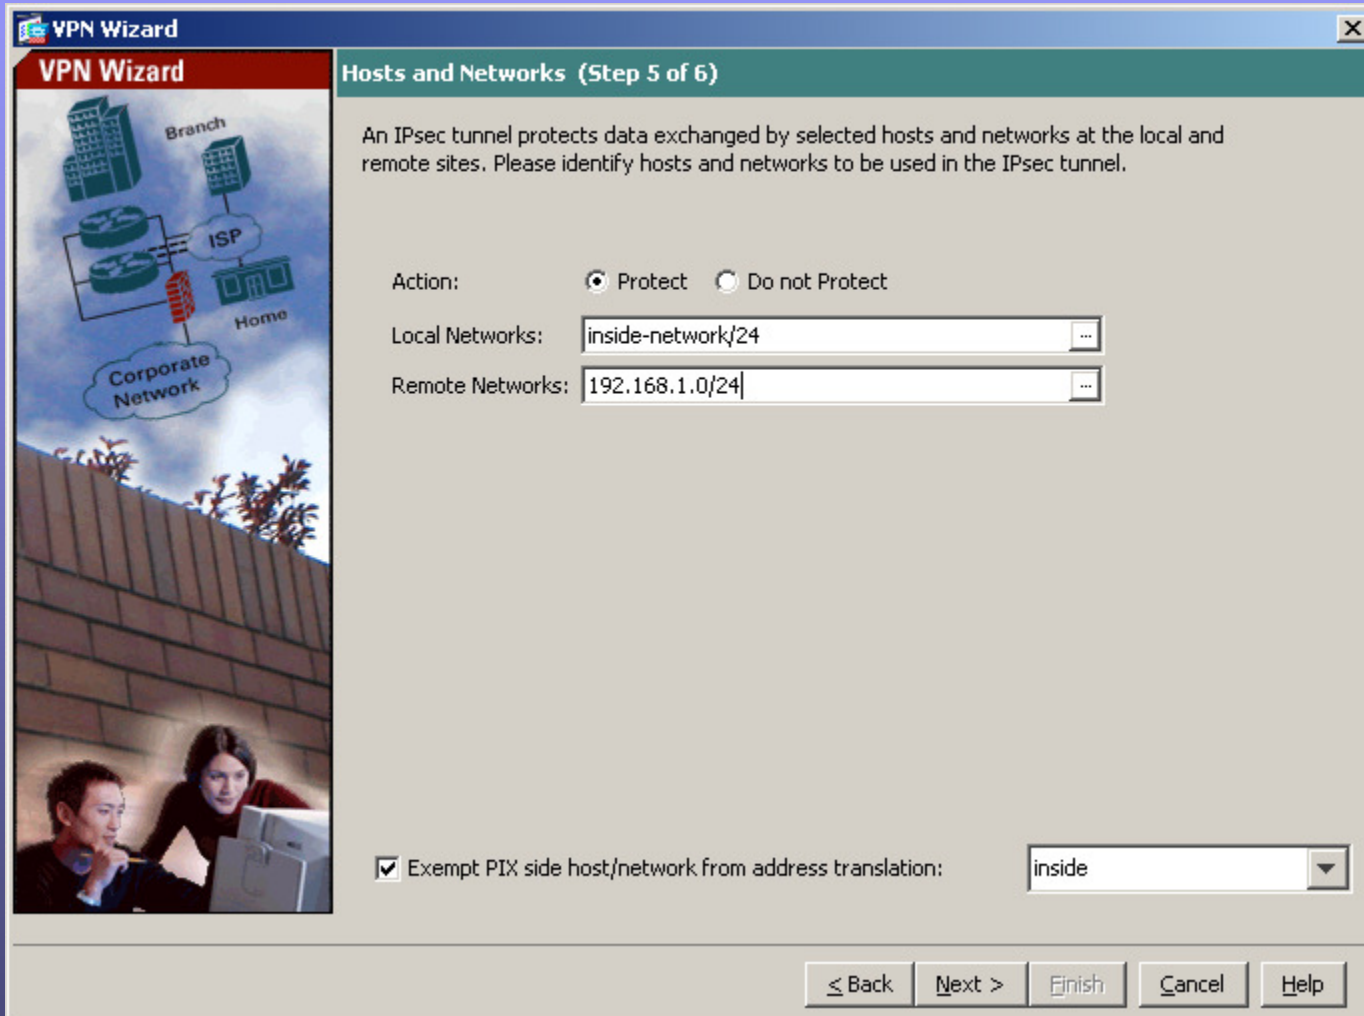 VPN Wizard
VPN Wizard
Branch
ISP
Home
Corporate
Network
Hosts and Networks (Step 5 of 6)
An IPsec tunnel protects data exchanged by selected hosts and networks at the local and
remote sites. Please identify hosts and networks to be used in the IPsec tunnel.
Action: Protect Do not Protect
Local Networks: inside-network/24 ...
Remote Networks: 192.168.1.0/24 ...
Exempt PIX side host/network from address translation: inside
< Back Next > Finish Cancel Help